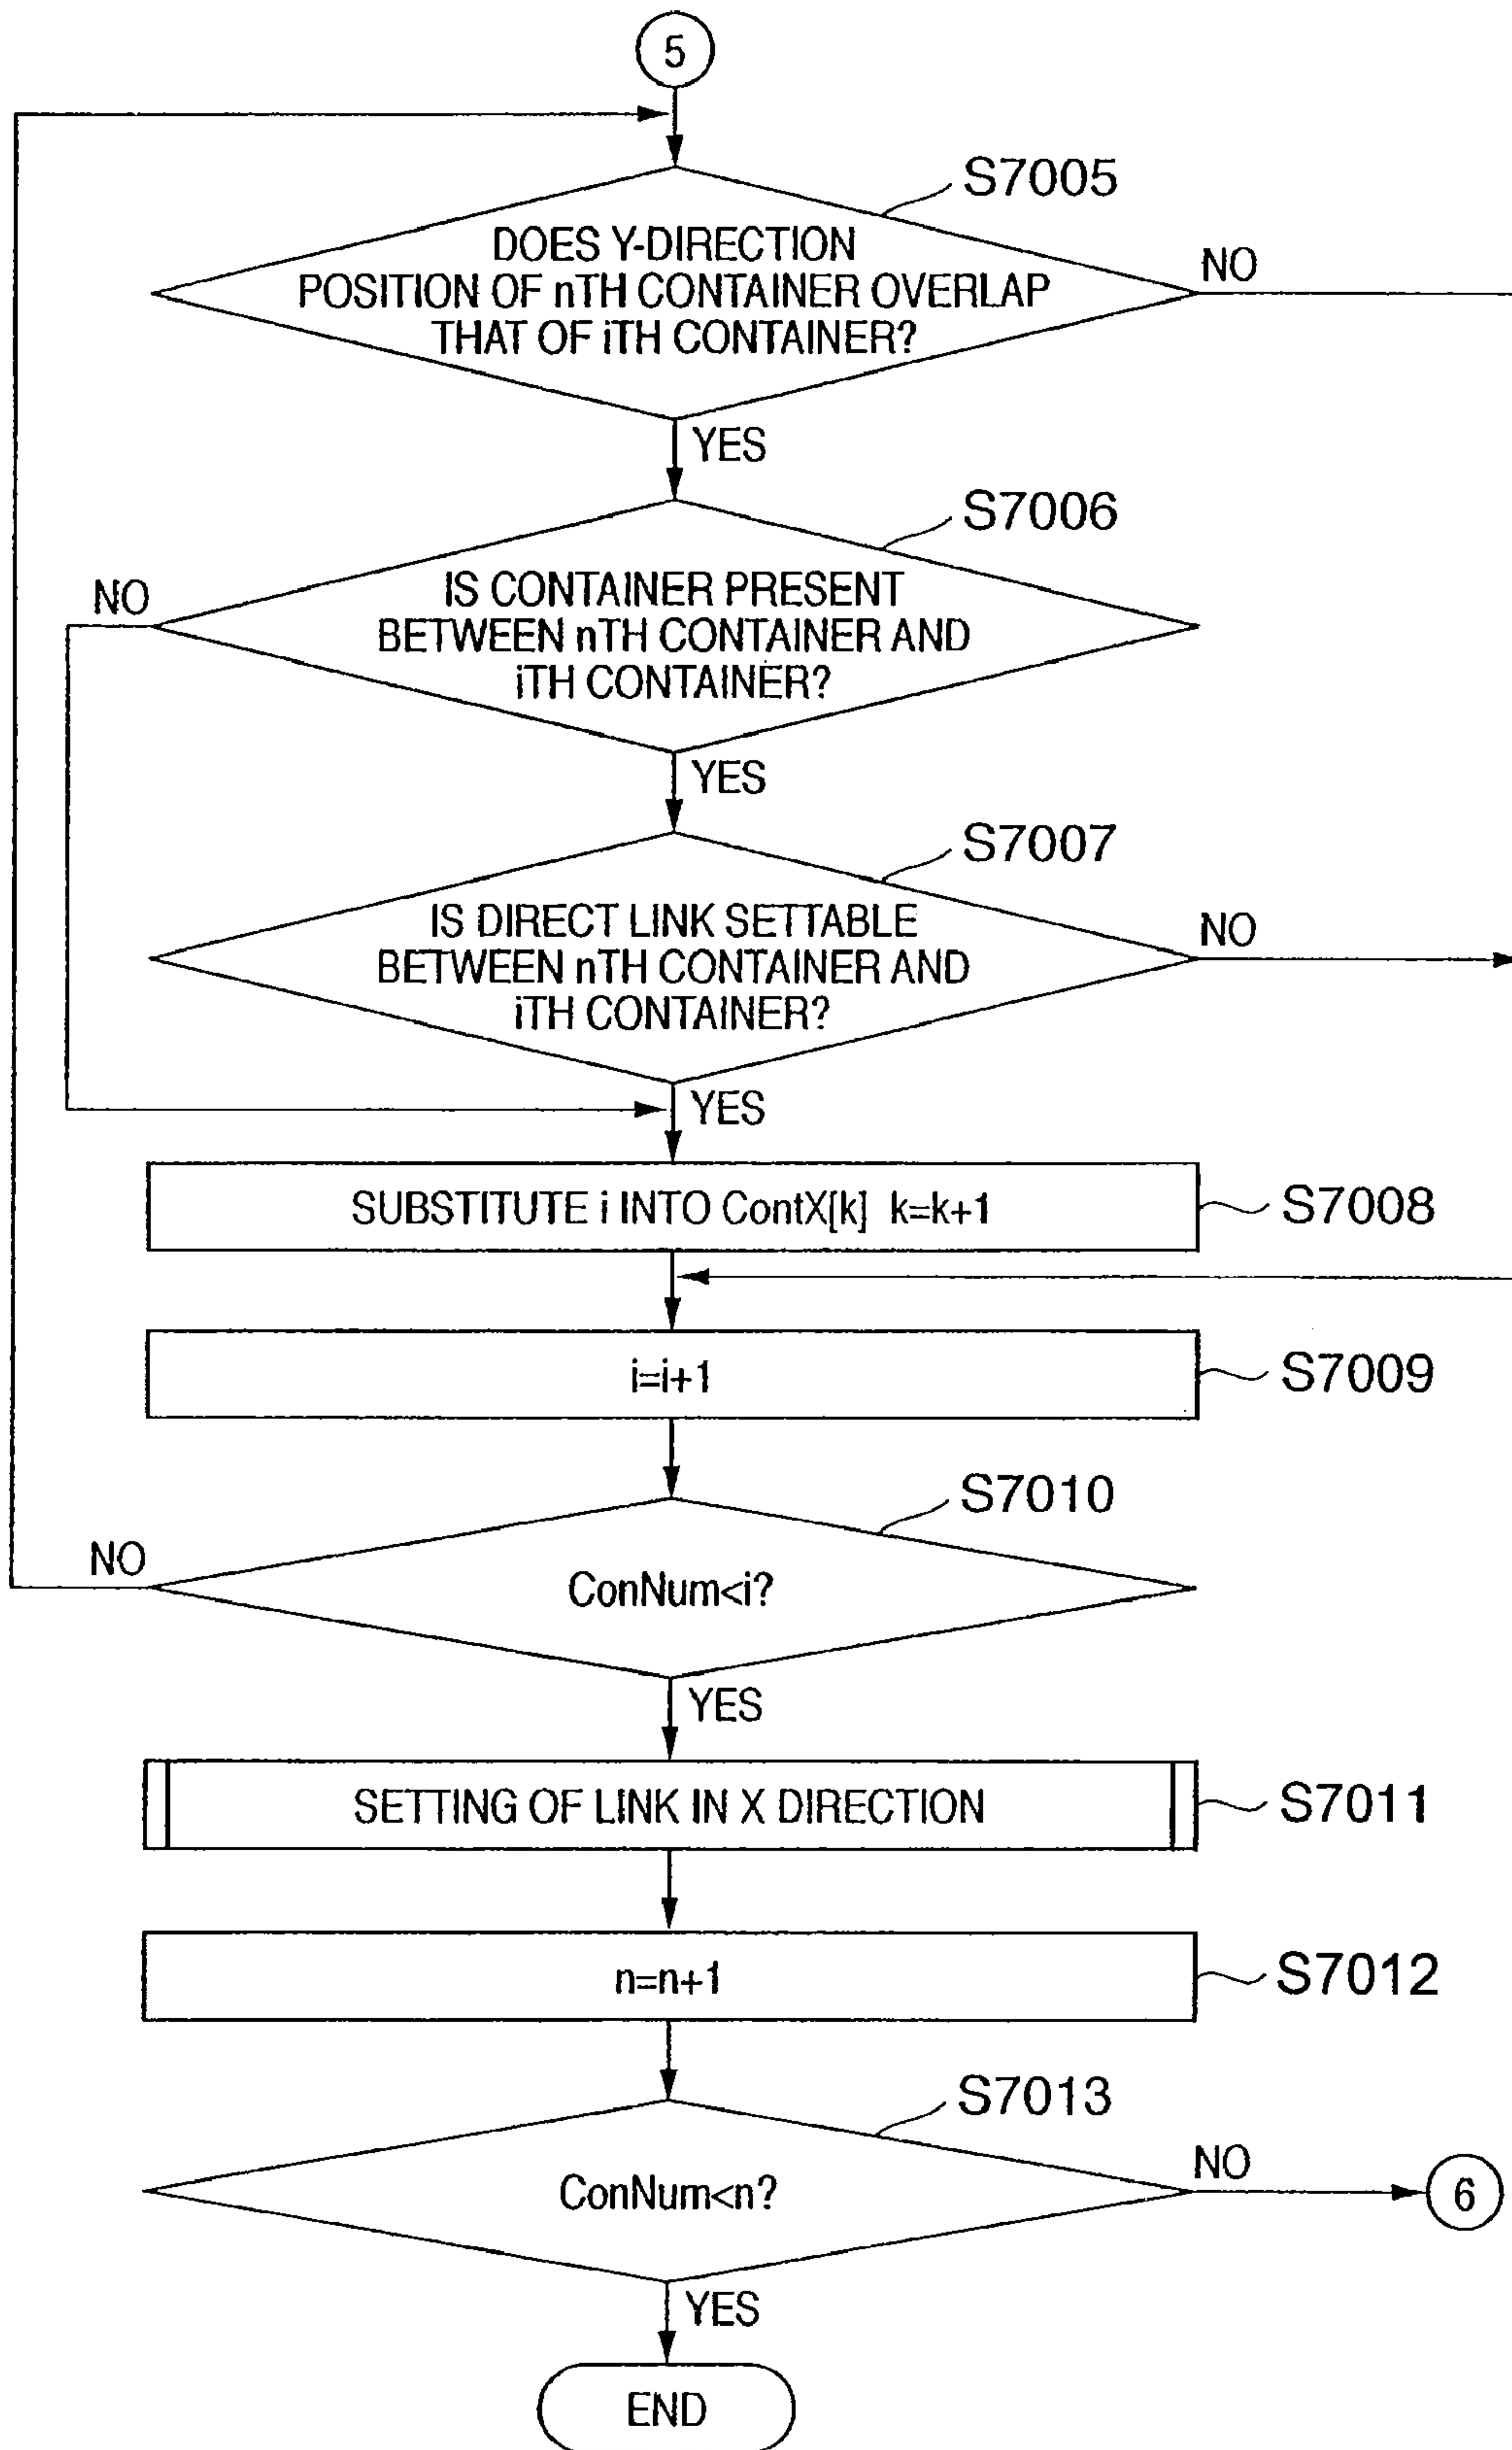 5
S7005
DOES Y-DIRECTION
POSITION OF nTH CONTAINER OVERLAP
THAT OF iTH CONTAINER?
NO
YES
S7006
NO
IS CONTAINER PRESENT
BETWEEN nTH CONTAINER AND
iTH CONTAINER?
YES
S7007
IS DIRECT LINK SETTABLE
BETWEEN nTH CONTAINER AND
iTH CONTAINER?
NO
YES
SUBSTITUTE i INTO ContX[k] k=k+1
S7008
i=i+1
S7009
S7010
NO
ConNum<i?
YES
SETTING OF LINK IN X DIRECTION
S7011
n=n+1
S7012
S7013
ConNum<n?
NO
6
YES
END